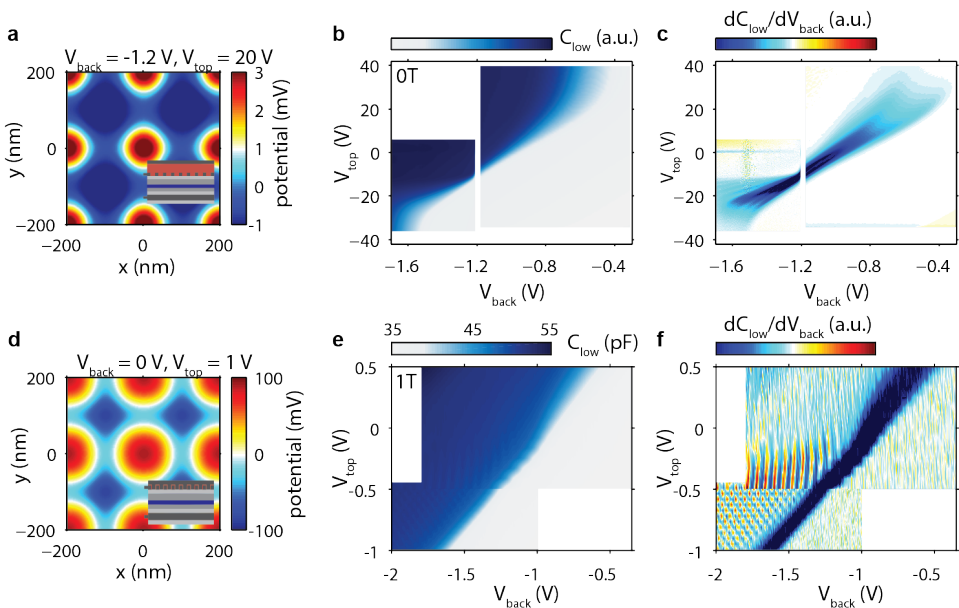 a
V_back = -1.2 V, V_top = 20 V
200
0
−200
y (nm)
−200
0
200
x (nm)
3
2
1
0
-1
potential (mV)
b
C_low (a.u.)
0T
40
20
0
−20
−40
V_top (V)
−1.6
−1.2
−0.8
−0.4
V_back (V)
c
dC_low/dV_back (a.u.)
40
20
0
−20
−40
V_top (V)
−1.6
−1.2
−0.8
−0.4
V_back (V)
d
V_back = 0 V, V_top = 1 V
200
0
−200
y (nm)
−200
0
200
x (nm)
100
50
0
-50
-100
potential (mV)
e
35
45
55
C_low (pF)
1T
0.5
0
-0.5
-1
V_top (V)
-2
-1.5
-1
-0.5
V_back (V)
f
dC_low/dV_back (a.u.)
0.5
0
-0.5
-1
V_top (V)
-2
-1.5
-1
-0.5
V_back (V)